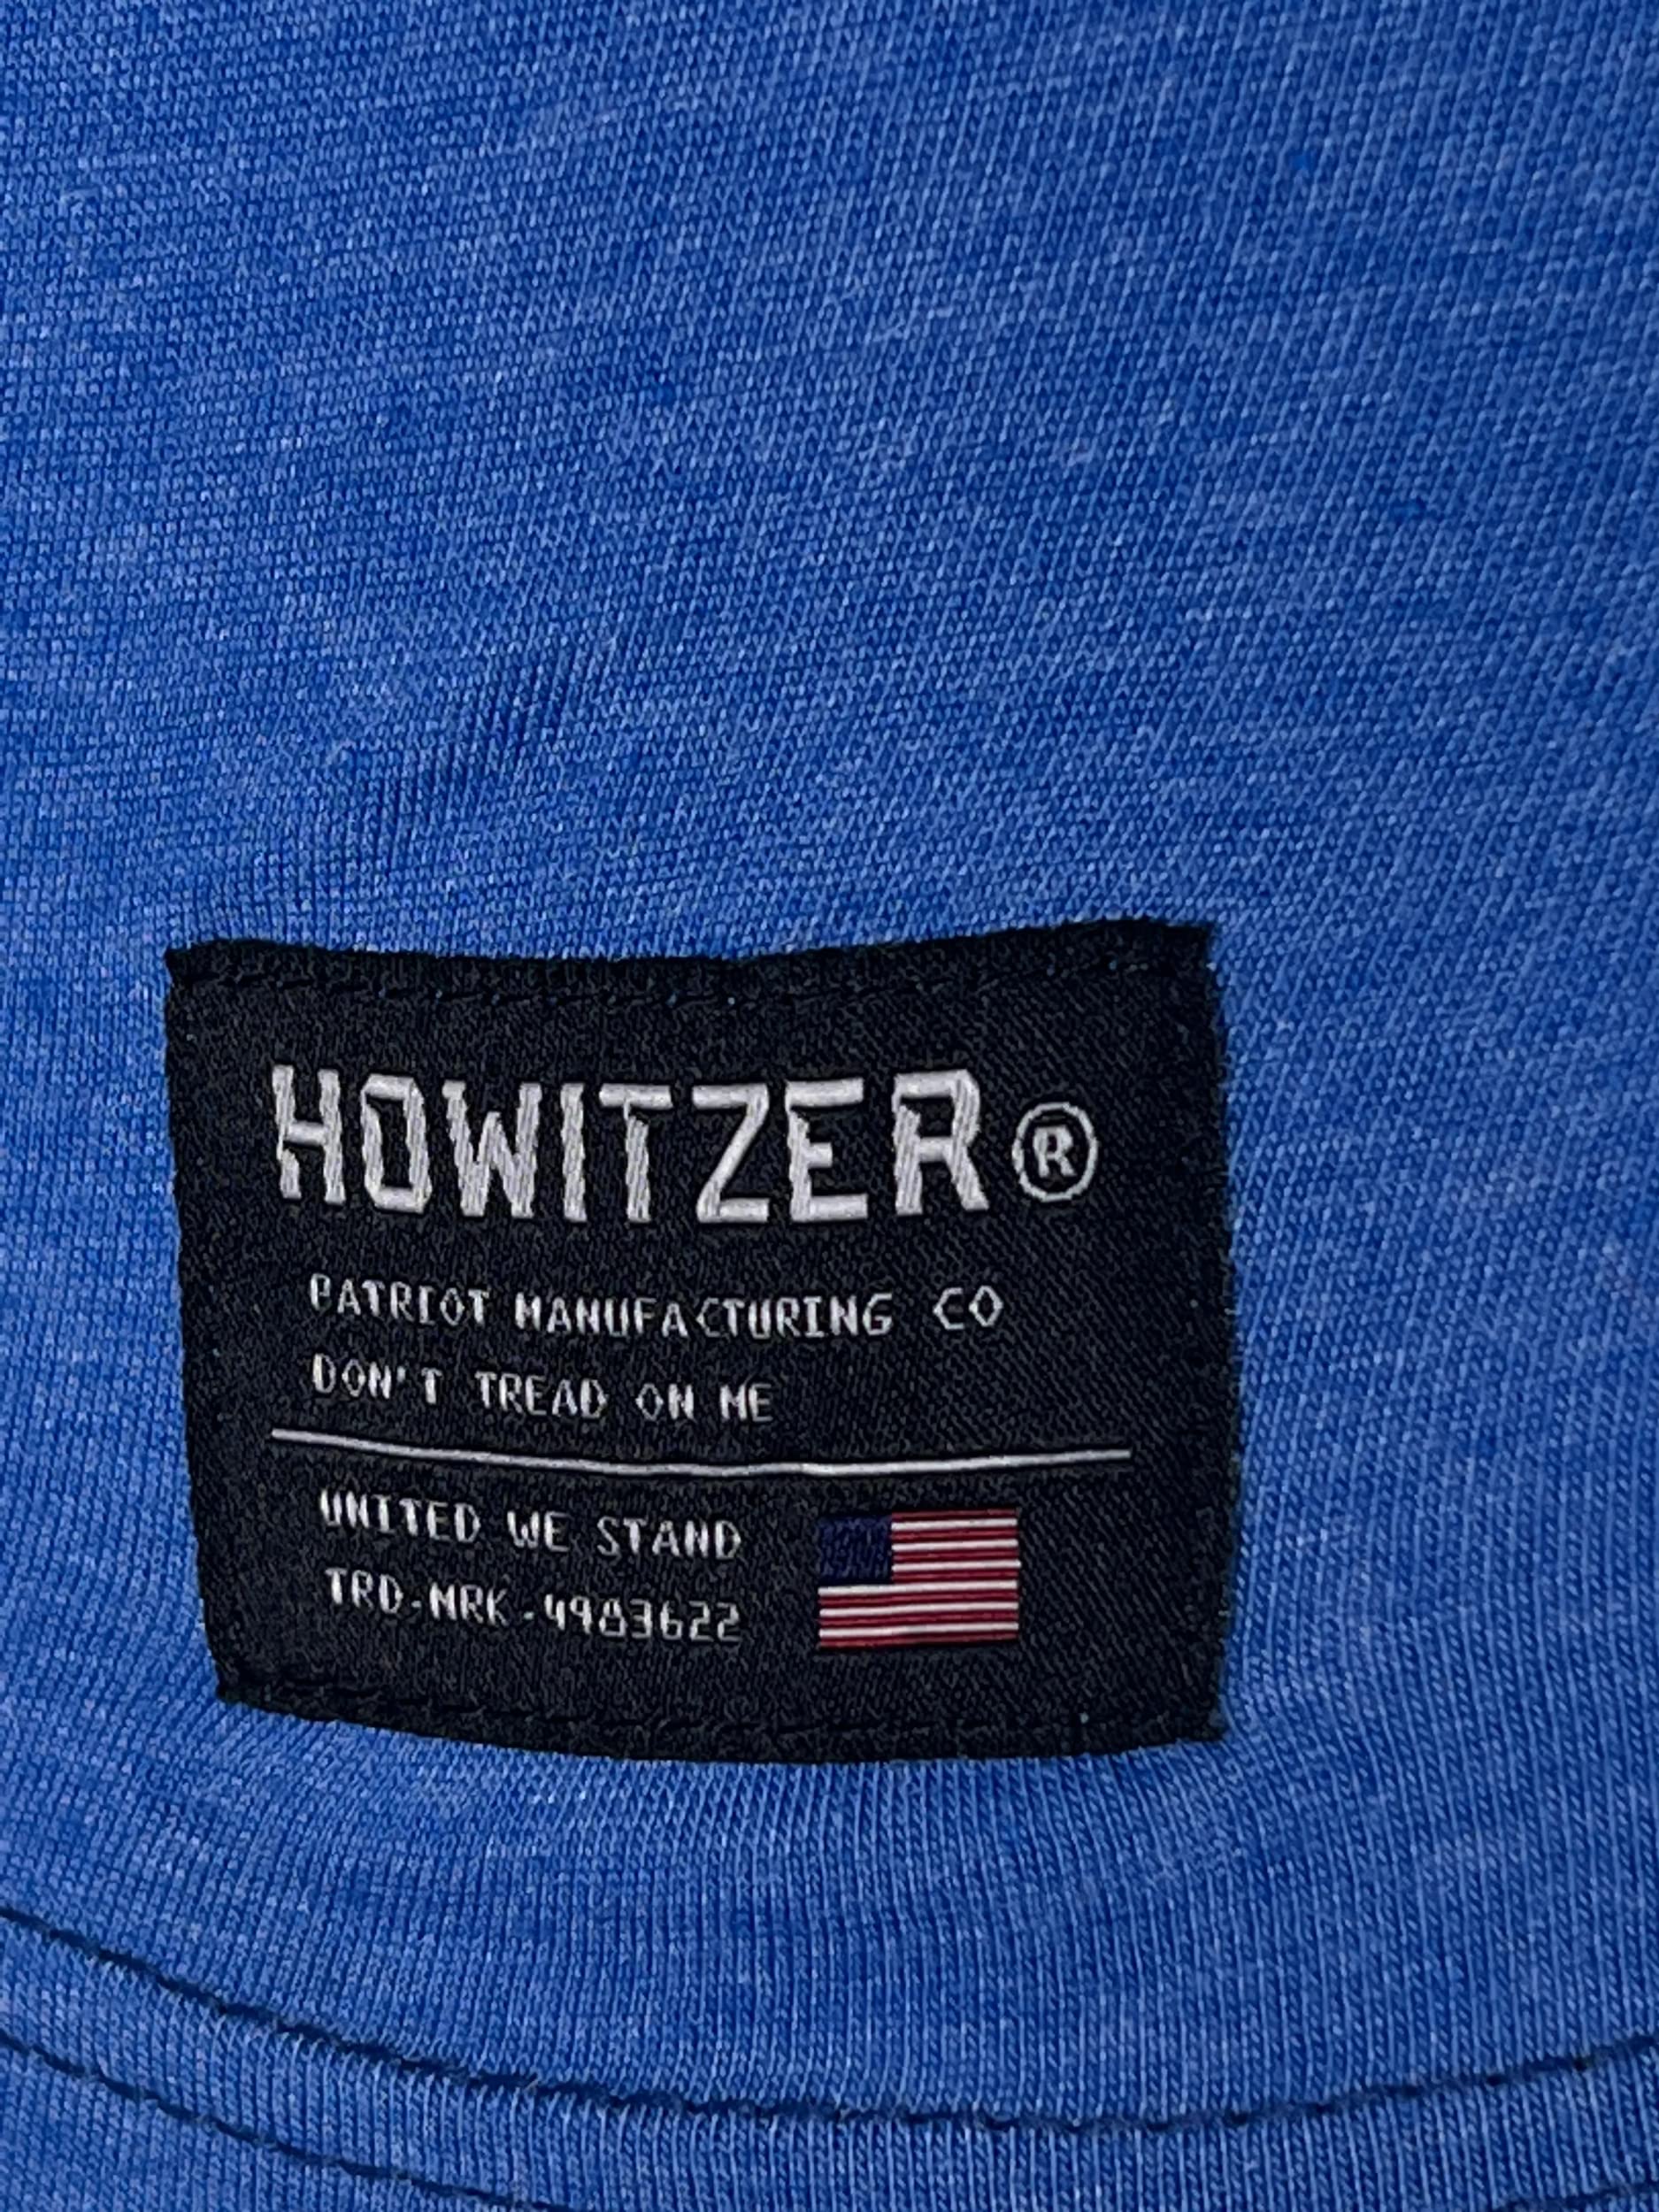 HOWITZER®
PATRIOT MANUFACTURING CO
DON'T TREAD ON ME
UNITED WE STAND
TRD-MRK-4983622